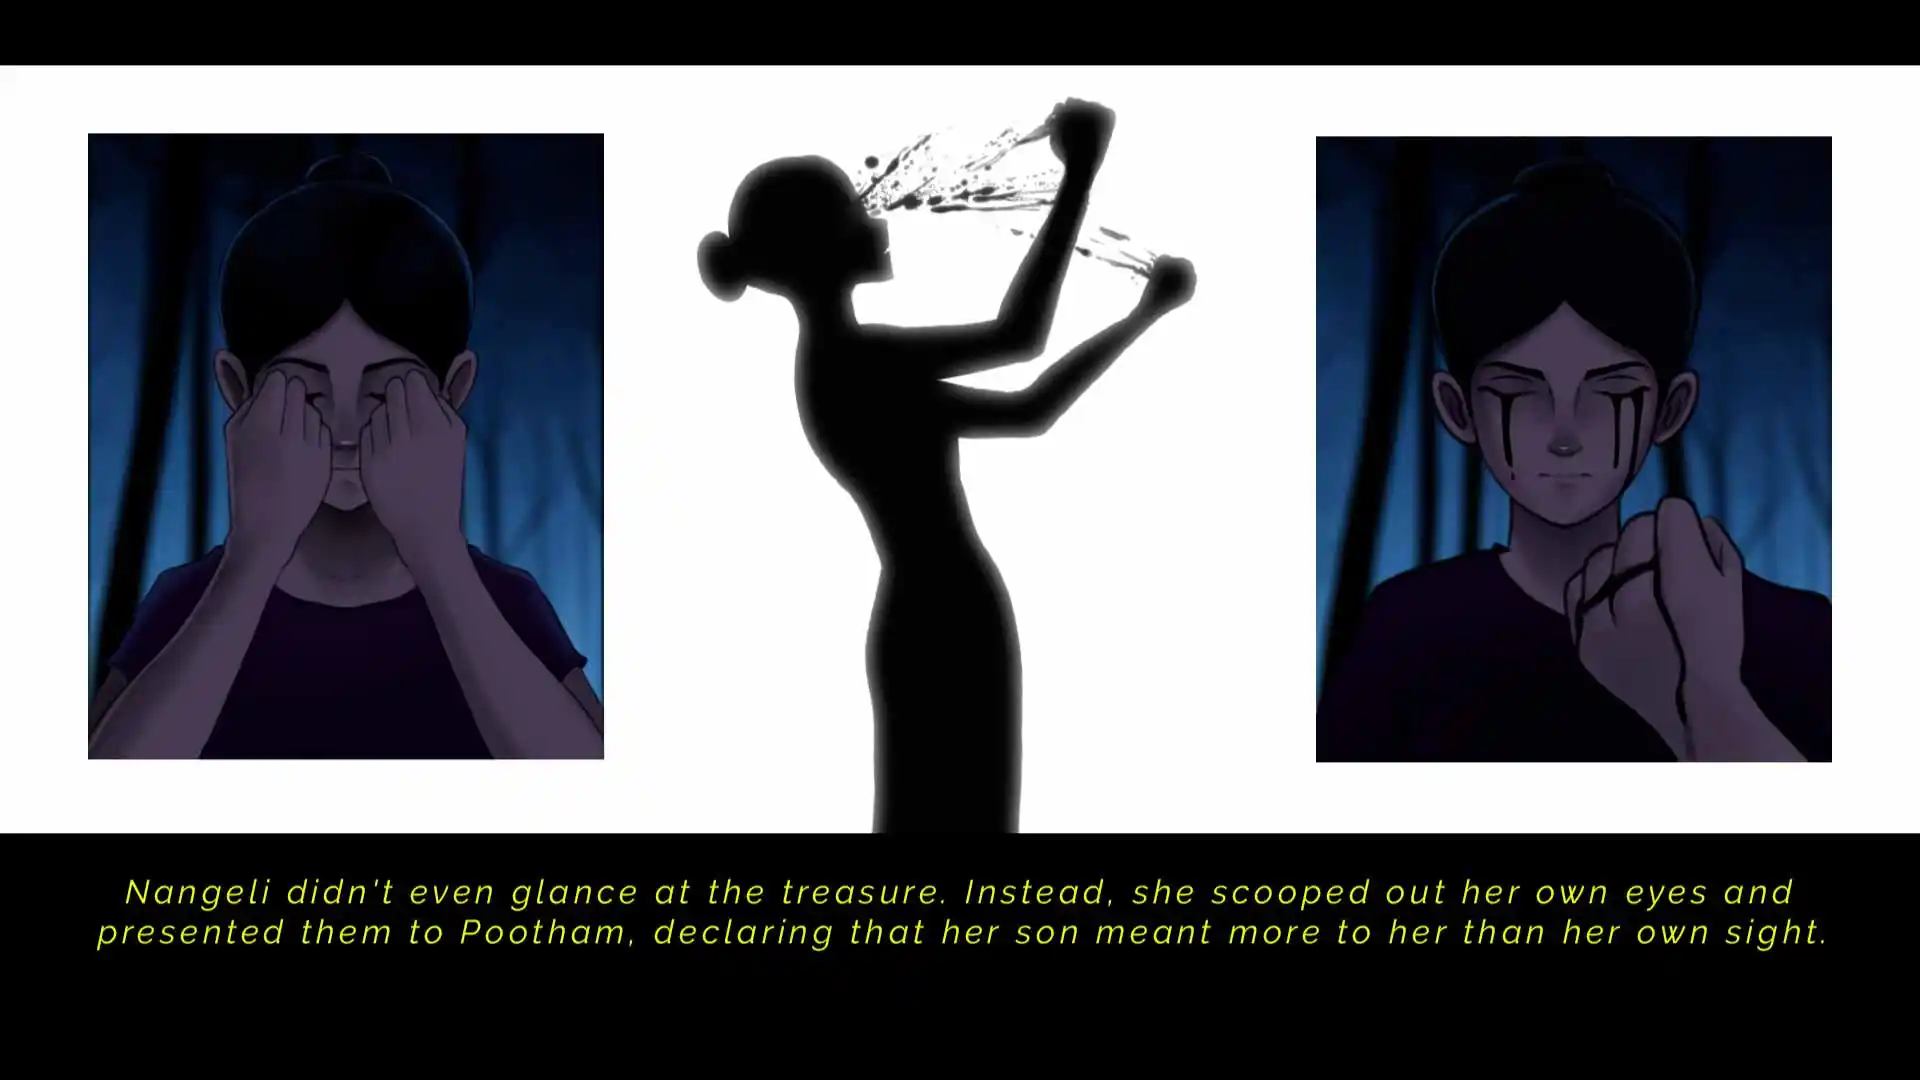 Nangeli didn't even glance at the treasure. Instead, she scooped out her own eyes and
presented them to Pootham, declaring that her son meant more to her than her own sight.